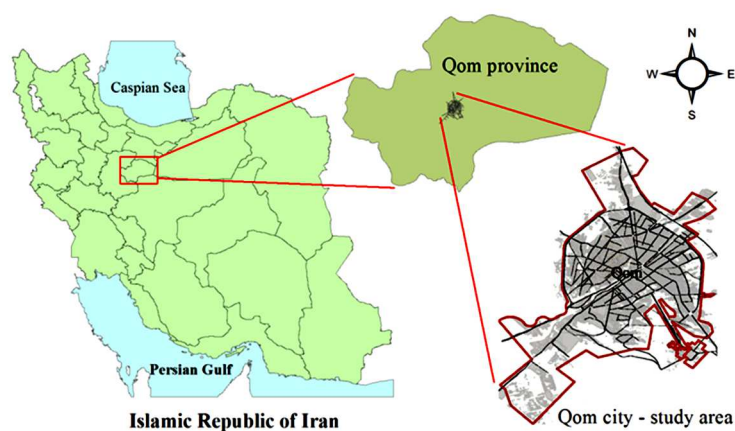 Caspian Sea
Qom province
N
W
E
S
Qom
Persian Gulf
Islamic Republic of Iran
Qom city - study area